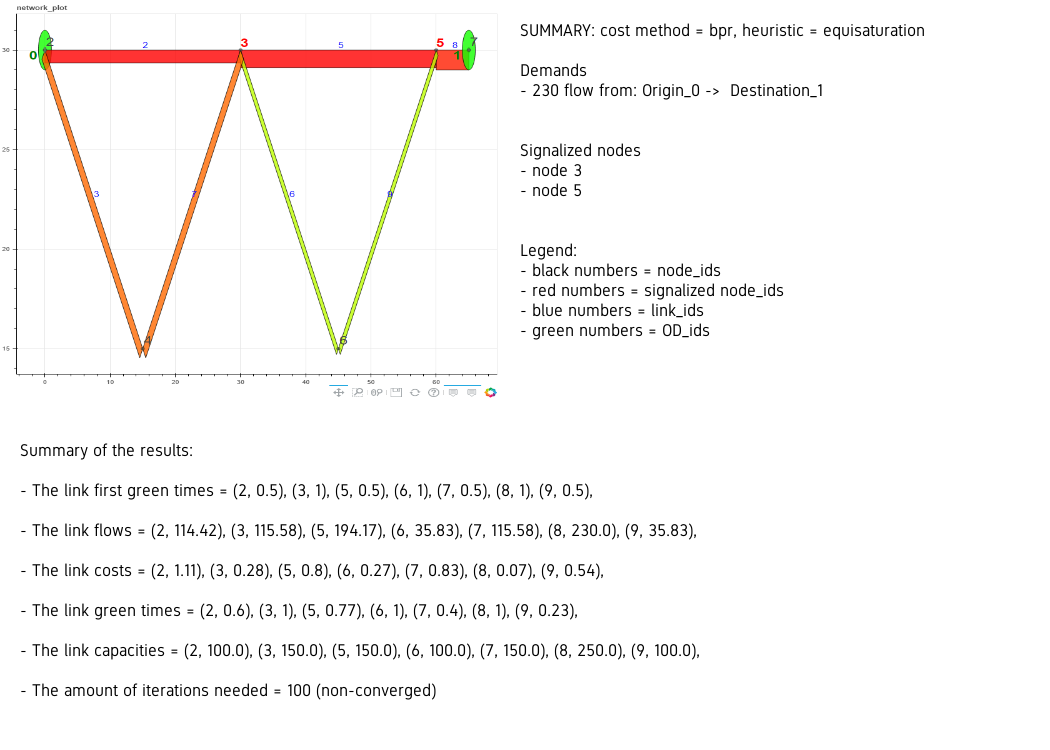 network_plot
SUMMARY: cost method = bpr, heuristic = equisaturation
Demands
- 230 flow from: Origin_0 -> Destination_1
Signalized nodes
- node 3
- node 5
Legend:
- black numbers = node_ids
- red numbers = signalized node_ids
- blue numbers = link_ids
- green numbers = OD_ids
30
25
20
15
0
10
20
30
40
50
60
0
2
2
3
5
5
8
1
7
3
7
6
9
4
6
Summary of the results:
- The link first green times = (2, 0.5), (3, 1), (5, 0.5), (6, 1), (7, 0.5), (8, 1), (9, 0.5),
- The link flows = (2, 114.42), (3, 115.58), (5, 194.17), (6, 35.83), (7, 115.58), (8, 230.0), (9, 35.83),
- The link costs = (2, 1.11), (3, 0.28), (5, 0.8), (6, 0.27), (7, 0.83), (8, 0.07), (9, 0.54),
- The link green times = (2, 0.6), (3, 1), (5, 0.77), (6, 1), (7, 0.4), (8, 1), (9, 0.23),
- The link capacities = (2, 100.0), (3, 150.0), (5, 150.0), (6, 100.0), (7, 150.0), (8, 250.0), (9, 100.0),
- The amount of iterations needed = 100 (non-converged)